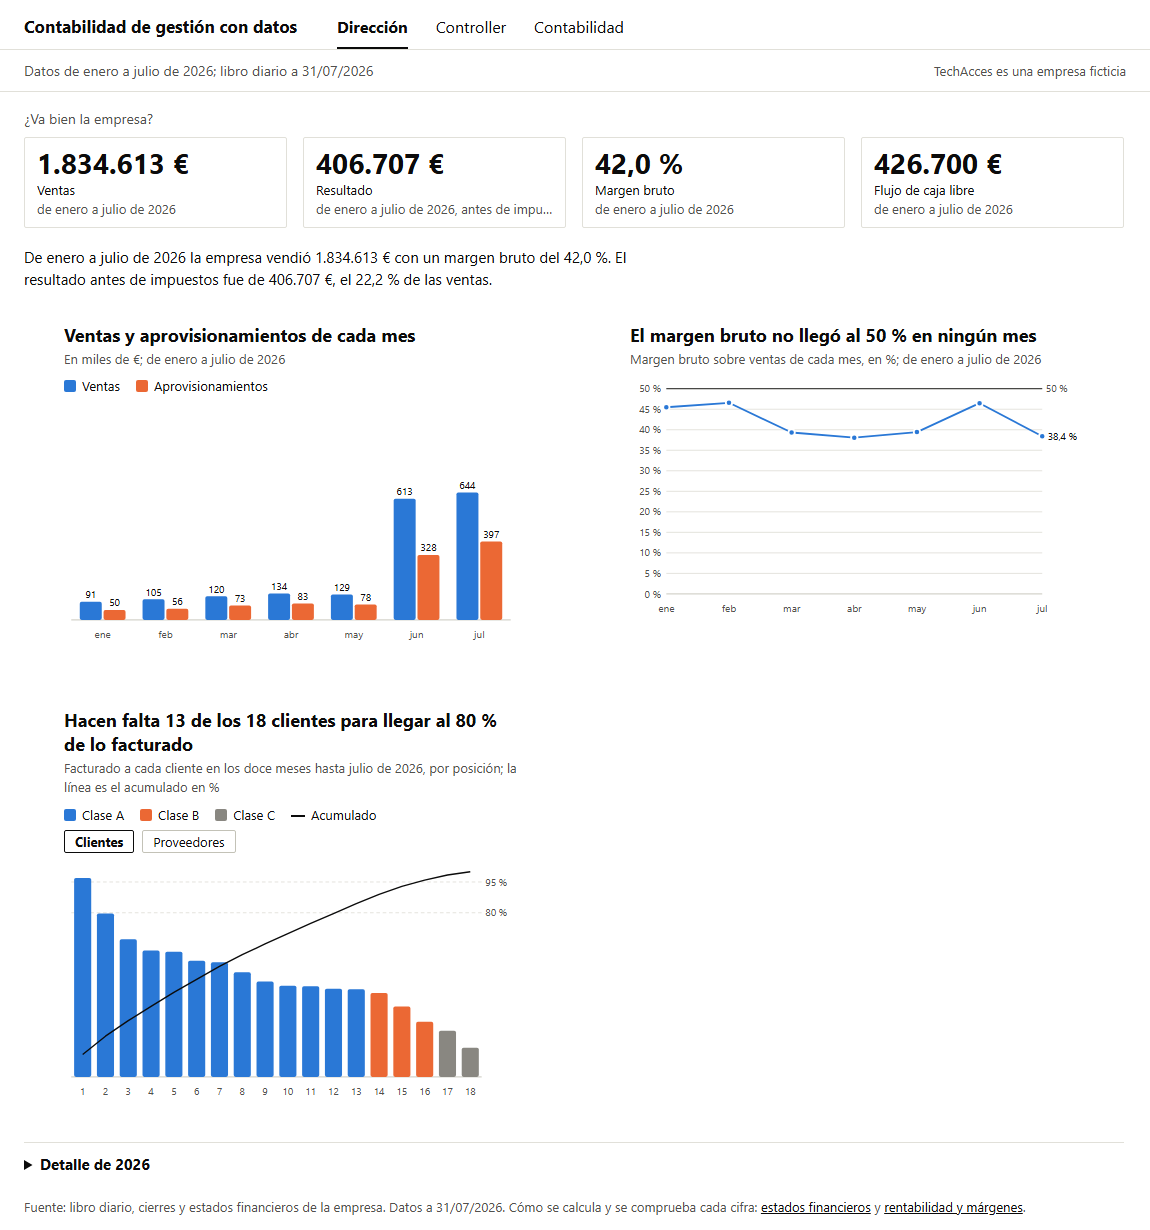 Contabilidad de gestión con datos
Dirección
Controller
Contabilidad
Datos de enero a julio de 2026; libro diario a 31/07/2026
TechAcces es una empresa ficticia
¿Va bien la empresa?
1.834.613 €
Ventas
de enero a julio de 2026
406.707 €
Resultado
de enero a julio de 2026, antes de impu...
42,0 %
Margen bruto
de enero a julio de 2026
426.700 €
Flujo de caja libre
de enero a julio de 2026
De enero a julio de 2026 la empresa vendió 1.834.613 € con un margen bruto del 42,0 %. El
resultado antes de impuestos fue de 406.707 €, el 22,2 % de las ventas.
Ventas y aprovisionamientos de cada mes
En miles de €; de enero a julio de 2026
Ventas
Aprovisionamientos
91
50
105
56
120
73
134
83
129
78
613
328
644
397
ene
feb
mar
abr
may
jun
jul
El margen bruto no llegó al 50 % en ningún mes
Margen bruto sobre ventas de cada mes, en %; de enero a julio de 2026
50 %
50 %
45 %
40 %
38,4 %
35 %
30 %
25 %
20 %
15 %
10 %
5 %
0 %
ene
feb
mar
abr
may
jun
jul
Hacen falta 13 de los 18 clientes para llegar al 80 %
de lo facturado
Facturado a cada cliente en los doce meses hasta julio de 2026, por posición; la
línea es el acumulado en %
Clase A
Clase B
Clase C
Acumulado
Clientes
Proveedores
95 %
80 %
1
2
3
4
5
6
7
8
9
10
11
12
13
14
15
16
17
18
Detalle de 2026
Fuente: libro diario, cierres y estados financieros de la empresa. Datos a 31/07/2026. Cómo se calcula y se comprueba cada cifra: estados financieros y rentabilidad y márgenes.